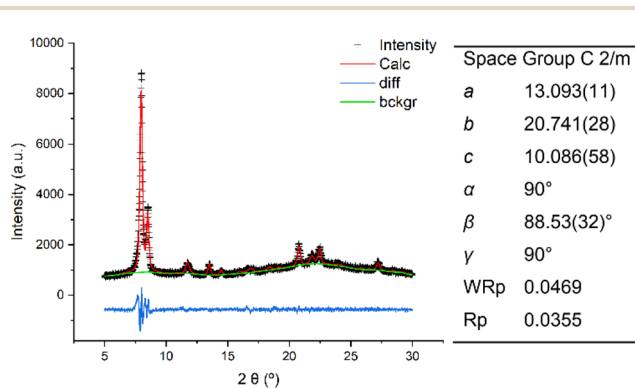 10000
8000
6000
4000
2000
0
5
10
15
20
25
30
Intensity (a.u.)
2 θ (º)
Intensity
Calc
diff
bckgr
Space Group C 2/m
a 13.093(11)
b 20.741(28)
c 10.086(58)
α 90°
β 88.53(32)°
γ 90°
WRp 0.0469
Rp 0.0355